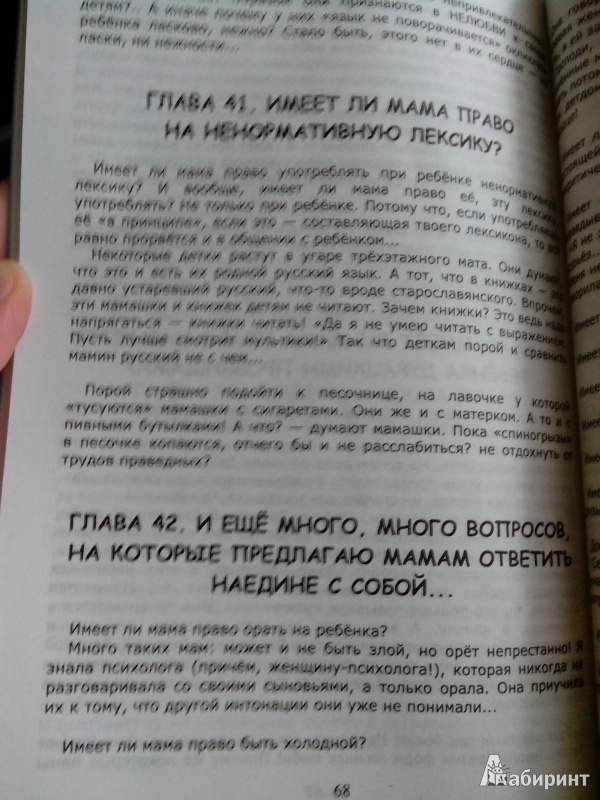 признаются в НЕЛЮБВИ к
детям?.. А иначе почему у них «язык не поворачивается»
ребёнка ласково, нежно? Стало быть, этого нет в их сердце —
ласки, ни нежности...
ГЛАВА 41. ИМЕЕТ ЛИ МАМА ПРАВО
НА НЕНОРМАТИВНУЮ ЛЕКСИКУ?
Имеет ли мама право употреблять при ребёнке ненормативную
лексику? И вообще, имеет ли мама право её, эту лексику
употреблять? Не только при ребёнке. Потому что, если употребляешь
её «в принципе», если это — составляющая твоего лексикона, то всё
равно прорвётся и в общении с ребёнком...
Некоторые детки растут в угаре трёхэтажного мата. Они думают,
что это и есть их родной русский язык. А тот, что в книжках — это
давно устаревший русский, что-то вроде старославянского. Впрочем,
эти мамашки и книжек детям не читают. Зачем книжки? Это ведь надо
напрягаться — книжки читать! «Да я не умею читать с выражением.
Пусть лучше смотрит мультики!» Так что деткам порой и сравнить
мамин русский не с чем...
Порой страшно подойти к песочнице, на лавочке у которой
«тусуются» мамашки с сигаретами. Они же и с матерком. А то и с
пивными бутылками! А что? — думают мамашки. Пока «спиногрызы»
в песочке копаются, отчего бы и не расслабиться? не отдохнуть от
трудов праведных?
ГЛАВА 42. И ЕЩЁ МНОГО, МНОГО ВОПРОСОВ,
НА КОТОРЫЕ ПРЕДЛАГАЮ МАМАМ ОТВЕТИТЬ
НАЕДИНЕ С СОБОЙ...
Имеет ли мама право орать на ребёнка?
Много таких мам: может и не быть злой, но орёт непрестанно! Я
знала психолога (причём, женщину-психолога!), которая никогда не
разговаривала со своими сыновьями, а только орала. Она приучила
их к тому, что другой интонации они уже не понимали...
Имеет ли мама право быть холодной?
68
Лабиринт